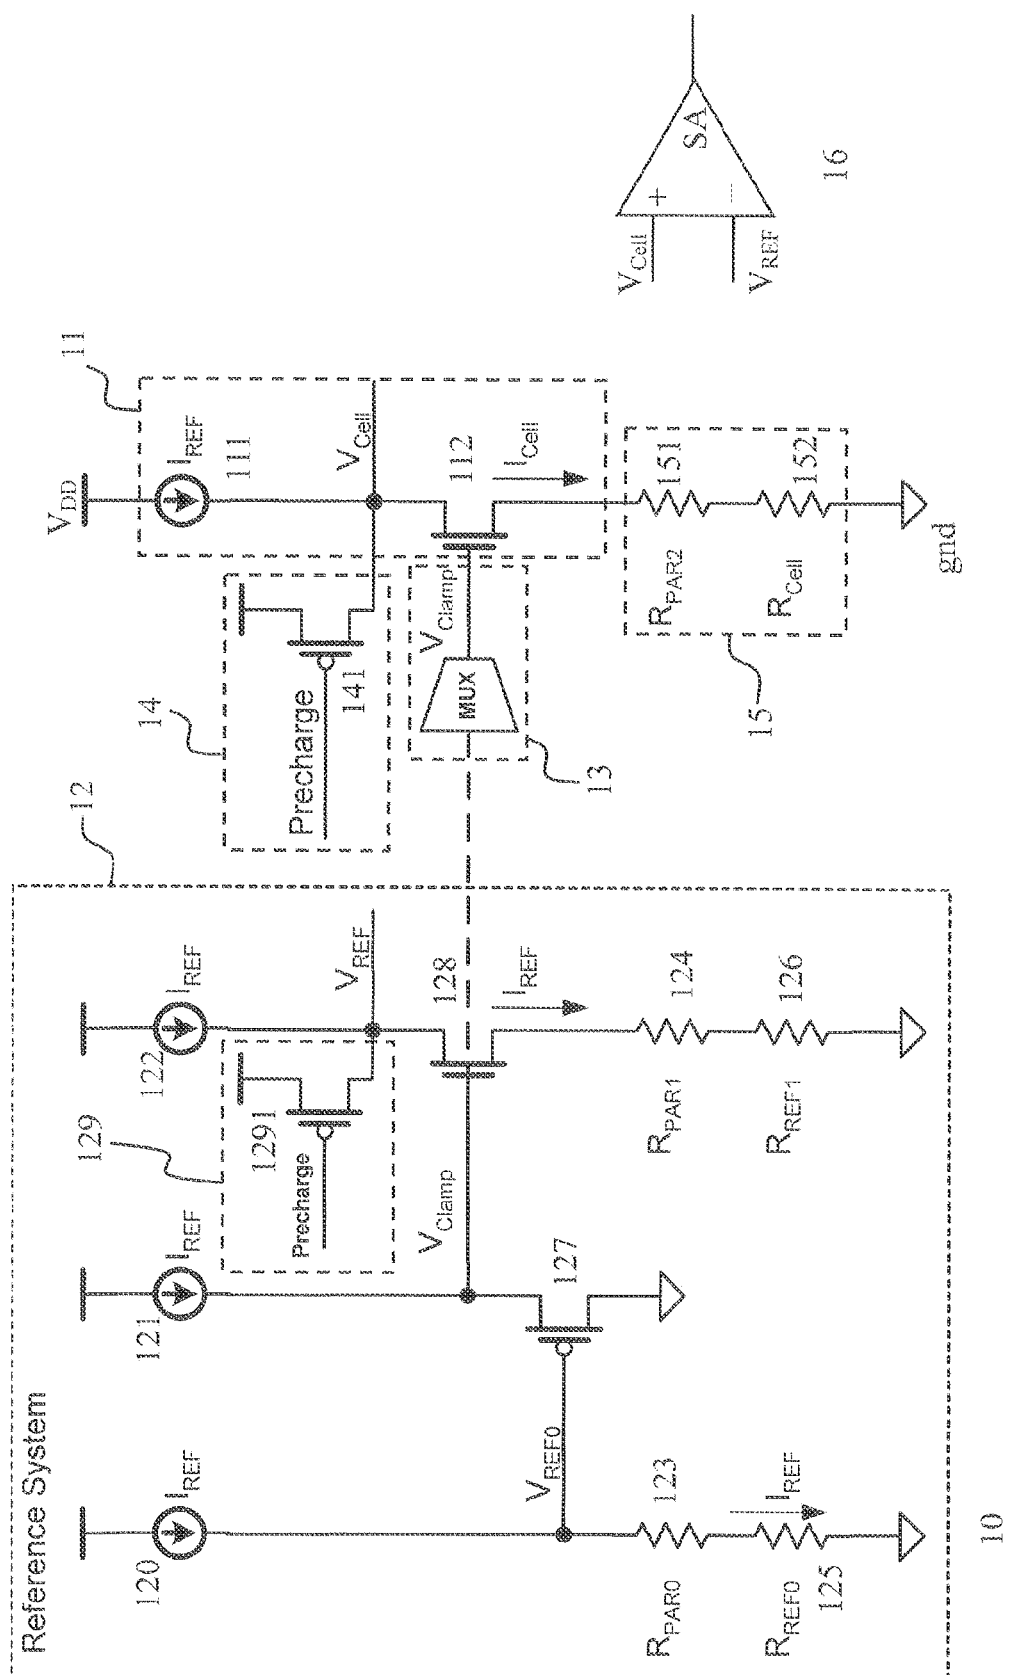 Reference System
12
120
I_REF
121
I_REF
122
I_REF
129
1291
Precharge
V_REF
V_Clamp
128
I_REF
V_REF0
127
123
R_PAR0
I_REF
R_REF0
125
124
R_PAR1
126
R_REF1
10
14
Precharge
141
V_DD
11
I_REF
111
V_Cell
V_Clamp
MUX
13
112
I_Cell
R_PAR2
151
R_Cell
152
15
gnd
V_Cell
V_REF
+
−
SA
16